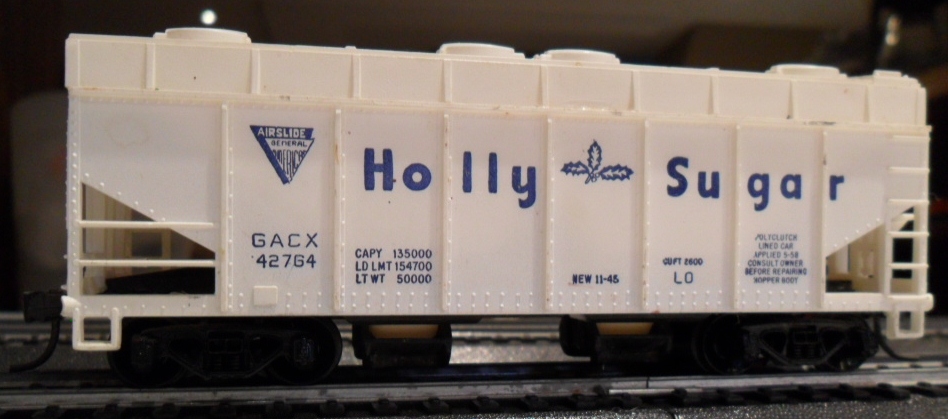 AIRSLIDE
GENERAL
AMERICAN
Holly Sugar
GACX
42764
CAPY 135000
LD LMT 154700
LT WT 50000
NEW 11-45
CUFT 2600
LO
POLYCLUTCH
LINED CAR
APPLIED 5-58
CONSULT OWNER
BEFORE REPAIRING
HOPPER BODY